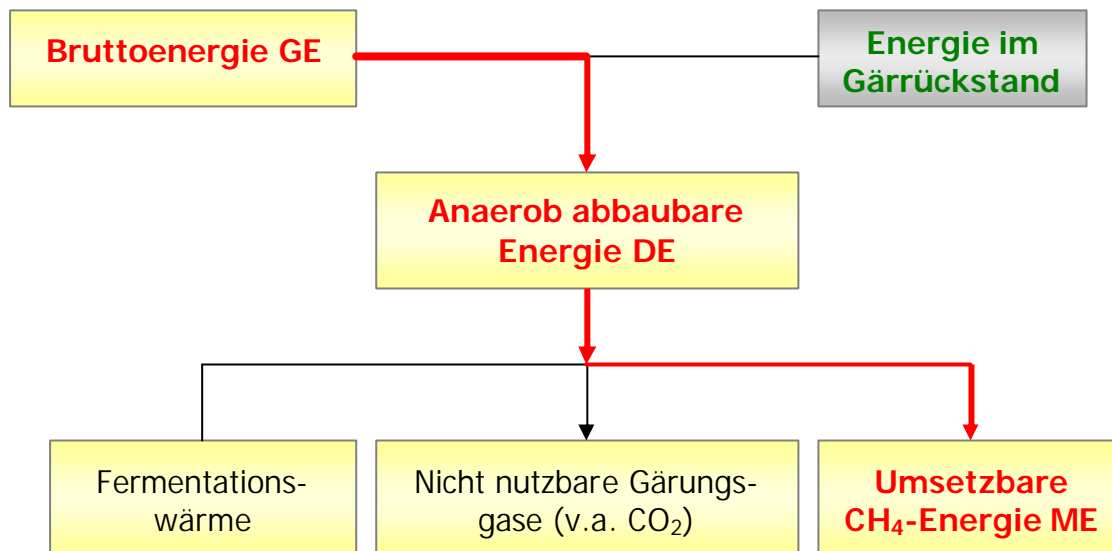 Bruttoenergie GE
Energie im
Gärrückstand
Anaerob abbaubare
Energie DE
Fermentations-
wärme
Nicht nutzbare Gärungs-
gase (v.a. CO₂)
Umsetzbare
CH₄-Energie ME